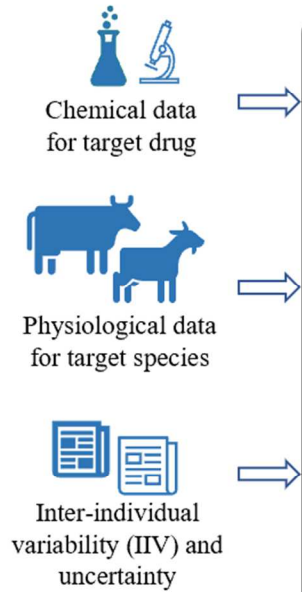 Chemical data
for target drug
Physiological data
for target species
Inter-individual
variability (IIV) and
uncertainty